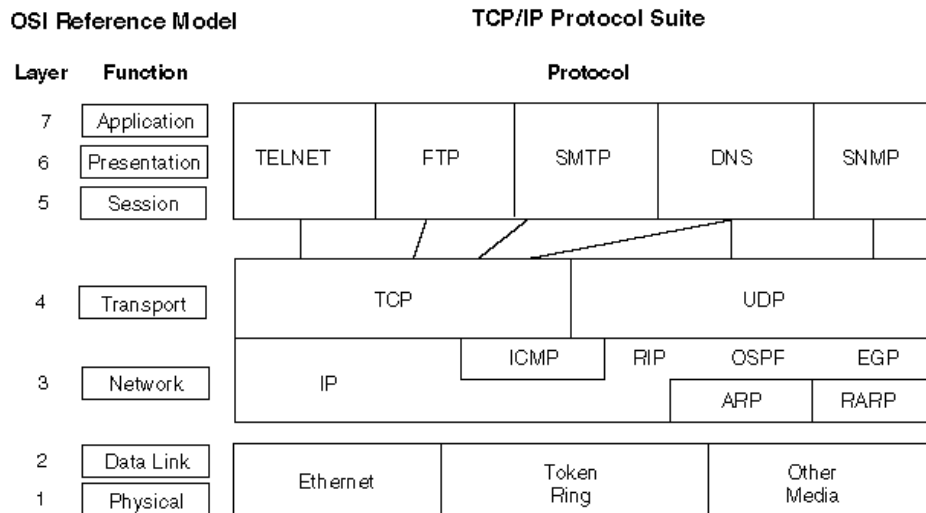 OSI Reference Model TCP/IP Protocol Suite
Layer Function Protocol
7 Application
6 Presentation TELNET FTP SMTP DNS SNMP
5 Session
4 Transport TCP UDP
ICMP RIP OSPF EGP
3 Network IP
ARP RARP
2 Data Link
Ethernet Token Ring Other Media
1 Physical